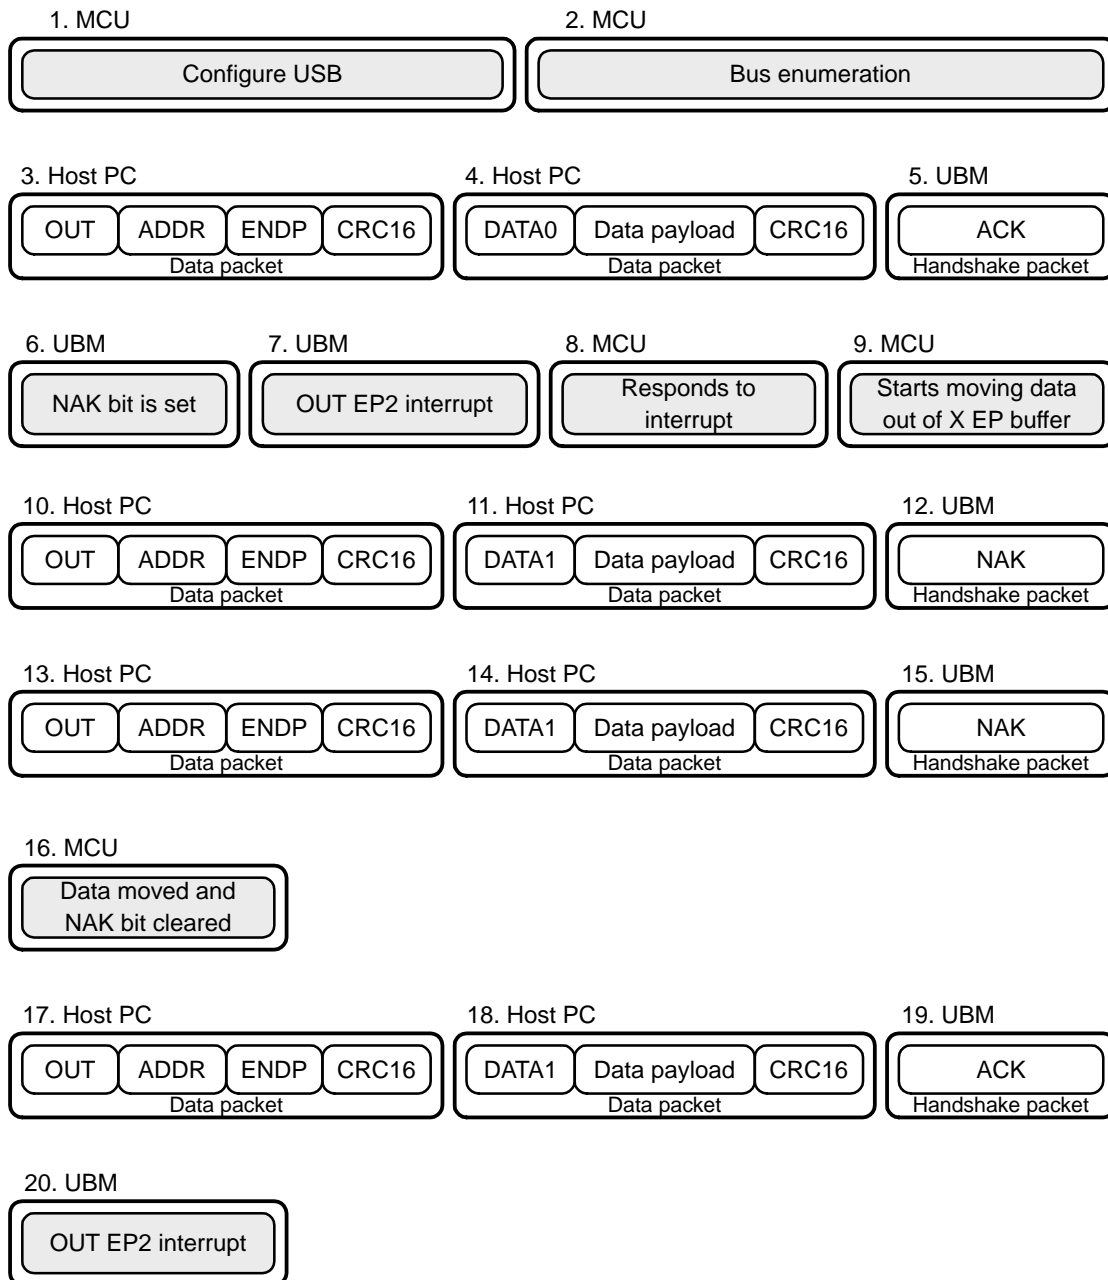 1. MCU 2. MCU
Configure USB Bus enumeration
3. Host PC 4. Host PC 5. UBM
OUT ADDR ENDP CRC16 DATA0 Data payload CRC16 ACK
Data packet Data packet Handshake packet
6. UBM 7. UBM 8. MCU 9. MCU
NAK bit is set OUT EP2 interrupt Responds to interrupt Starts moving data out of X EP buffer
10. Host PC 11. Host PC 12. UBM
OUT ADDR ENDP CRC16 DATA1 Data payload CRC16 NAK
Data packet Data packet Handshake packet
13. Host PC 14. Host PC 15. UBM
OUT ADDR ENDP CRC16 DATA1 Data payload CRC16 NAK
Data packet Data packet Handshake packet
16. MCU
Data moved and
NAK bit cleared
17. Host PC 18. Host PC 19. UBM
OUT ADDR ENDP CRC16 DATA1 Data payload CRC16 ACK
Data packet Data packet Handshake packet
20. UBM
OUT EP2 interrupt